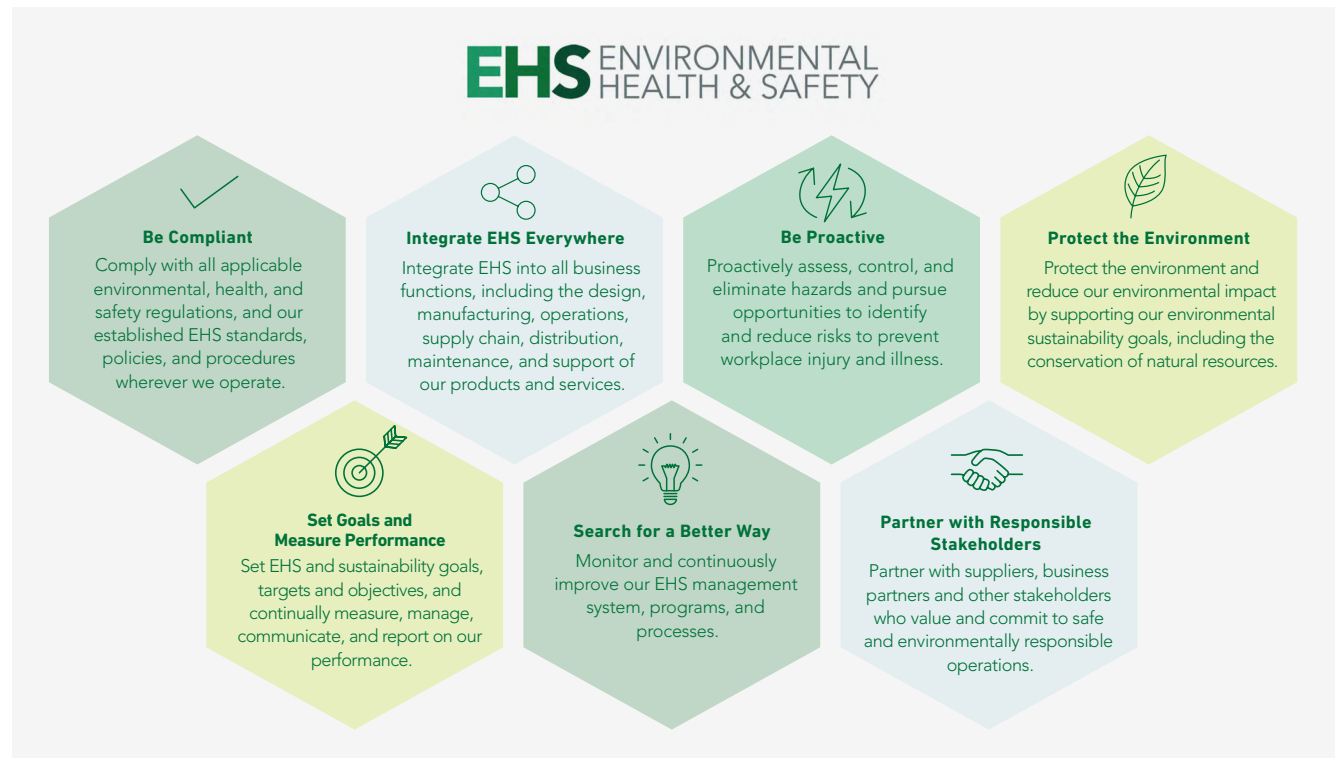 EHS ENVIRONMENTAL
HEALTH & SAFETY
Be Compliant
Comply with all applicable
environmental, health, and
safety regulations, and our
established EHS standards,
policies, and procedures
wherever we operate.
Integrate EHS Everywhere
Integrate EHS into all business
functions, including the design,
manufacturing, operations,
supply chain, distribution,
maintenance, and support of
our products and services.
Be Proactive
Proactively assess, control, and
eliminate hazards and pursue
opportunities to identify
and reduce risks to prevent
workplace injury and illness.
Protect the Environment
Protect the environment and
reduce our environmental impact
by supporting our environmental
sustainability goals, including the
conservation of natural resources.
Set Goals and
Measure Performance
Set EHS and sustainability goals,
targets and objectives, and
continually measure, manage,
communicate, and report on our
performance.
Search for a Better Way
Monitor and continuously
improve our EHS management
system, programs, and
processes.
Partner with Responsible
Stakeholders
Partner with suppliers, business
partners and other stakeholders
who value and commit to safe
and environmentally responsible
operations.